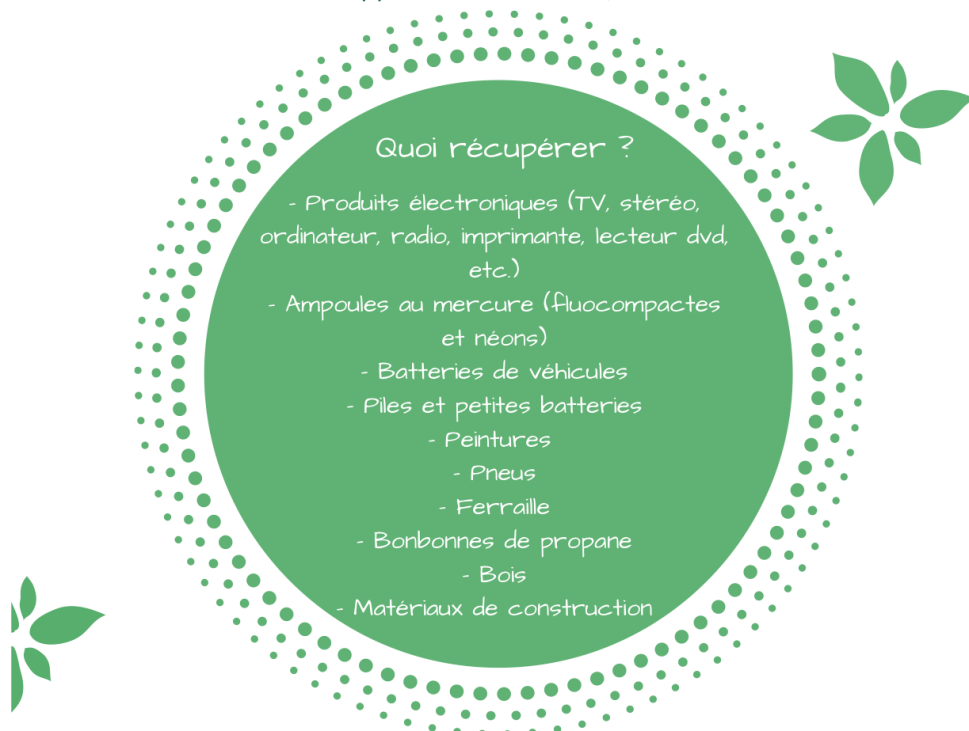 Quoi récupérer ?
- Produits électroniques (TV, stéréo,
ordinateur, radio, imprimante, lecteur dvd,
etc.)
- Ampoules au mercure (fluocompactes
et néons)
- Batteries de véhicules
- Piles et petites batteries
- Peintures
- Pneus
- Ferraille
- Bonbonnes de propane
- Bois
- Matériaux de construction